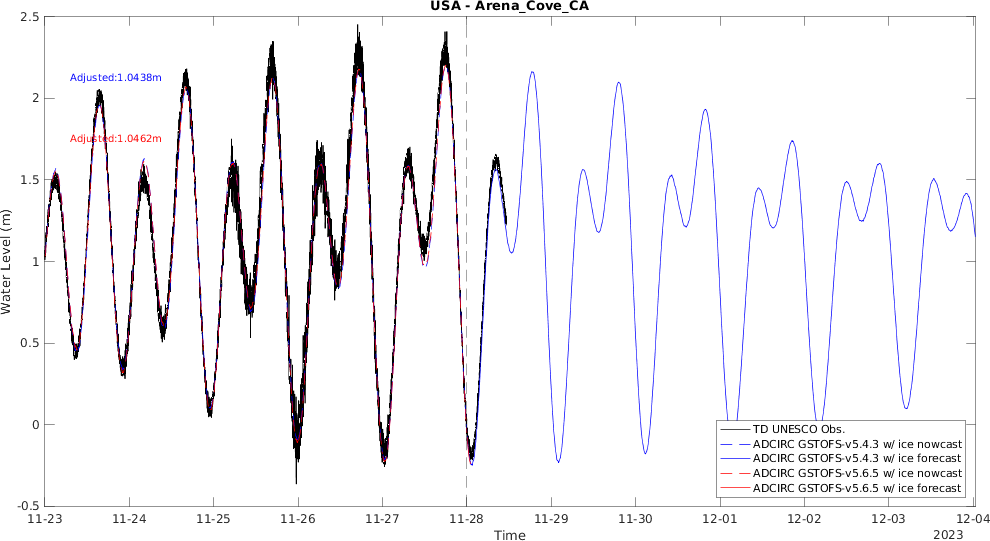 USA - Arena_Cove_CA
2.5
2
1.5
1
0.5
0
-0.5
Water Level (m)
Adjusted:1.0438m
Adjusted:1.0462m
TD UNESCO Obs.
ADCIRC GSTOFS-v5.4.3 w/ ice nowcast
ADCIRC GSTOFS-v5.4.3 w/ ice forecast
ADCIRC GSTOFS-v5.6.5 w/ ice nowcast
ADCIRC GSTOFS-v5.6.5 w/ ice forecast
11-23 11-24 11-25 11-26 11-27 11-28 11-29 11-30 12-01 12-02 12-03 12-04
Time
2023